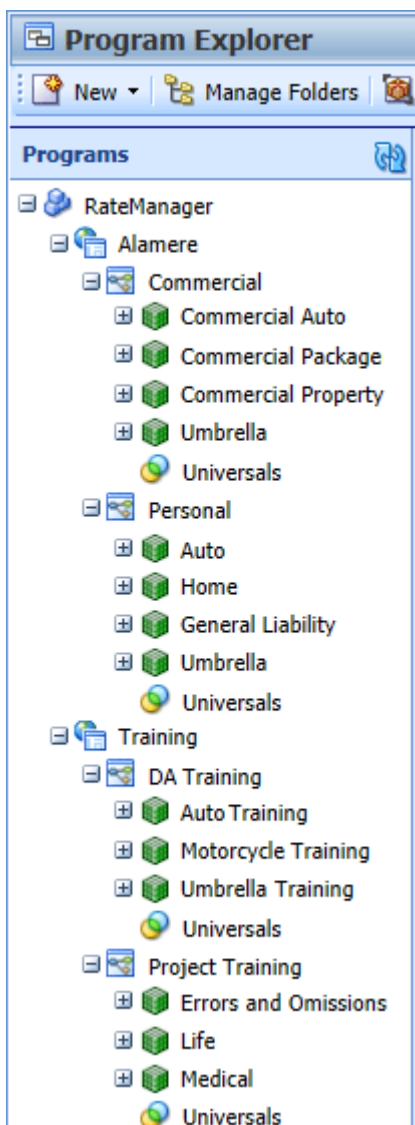 Program Explorer
New Manage Folders
Programs
RateManager
Alamere
Commercial
Commercial Auto
Commercial Package
Commercial Property
Umbrella
Universals
Personal
Auto
Home
General Liability
Umbrella
Universals
Training
DA Training
Auto Training
Motorcycle Training
Umbrella Training
Universals
Project Training
Errors and Omissions
Life
Medical
Universals